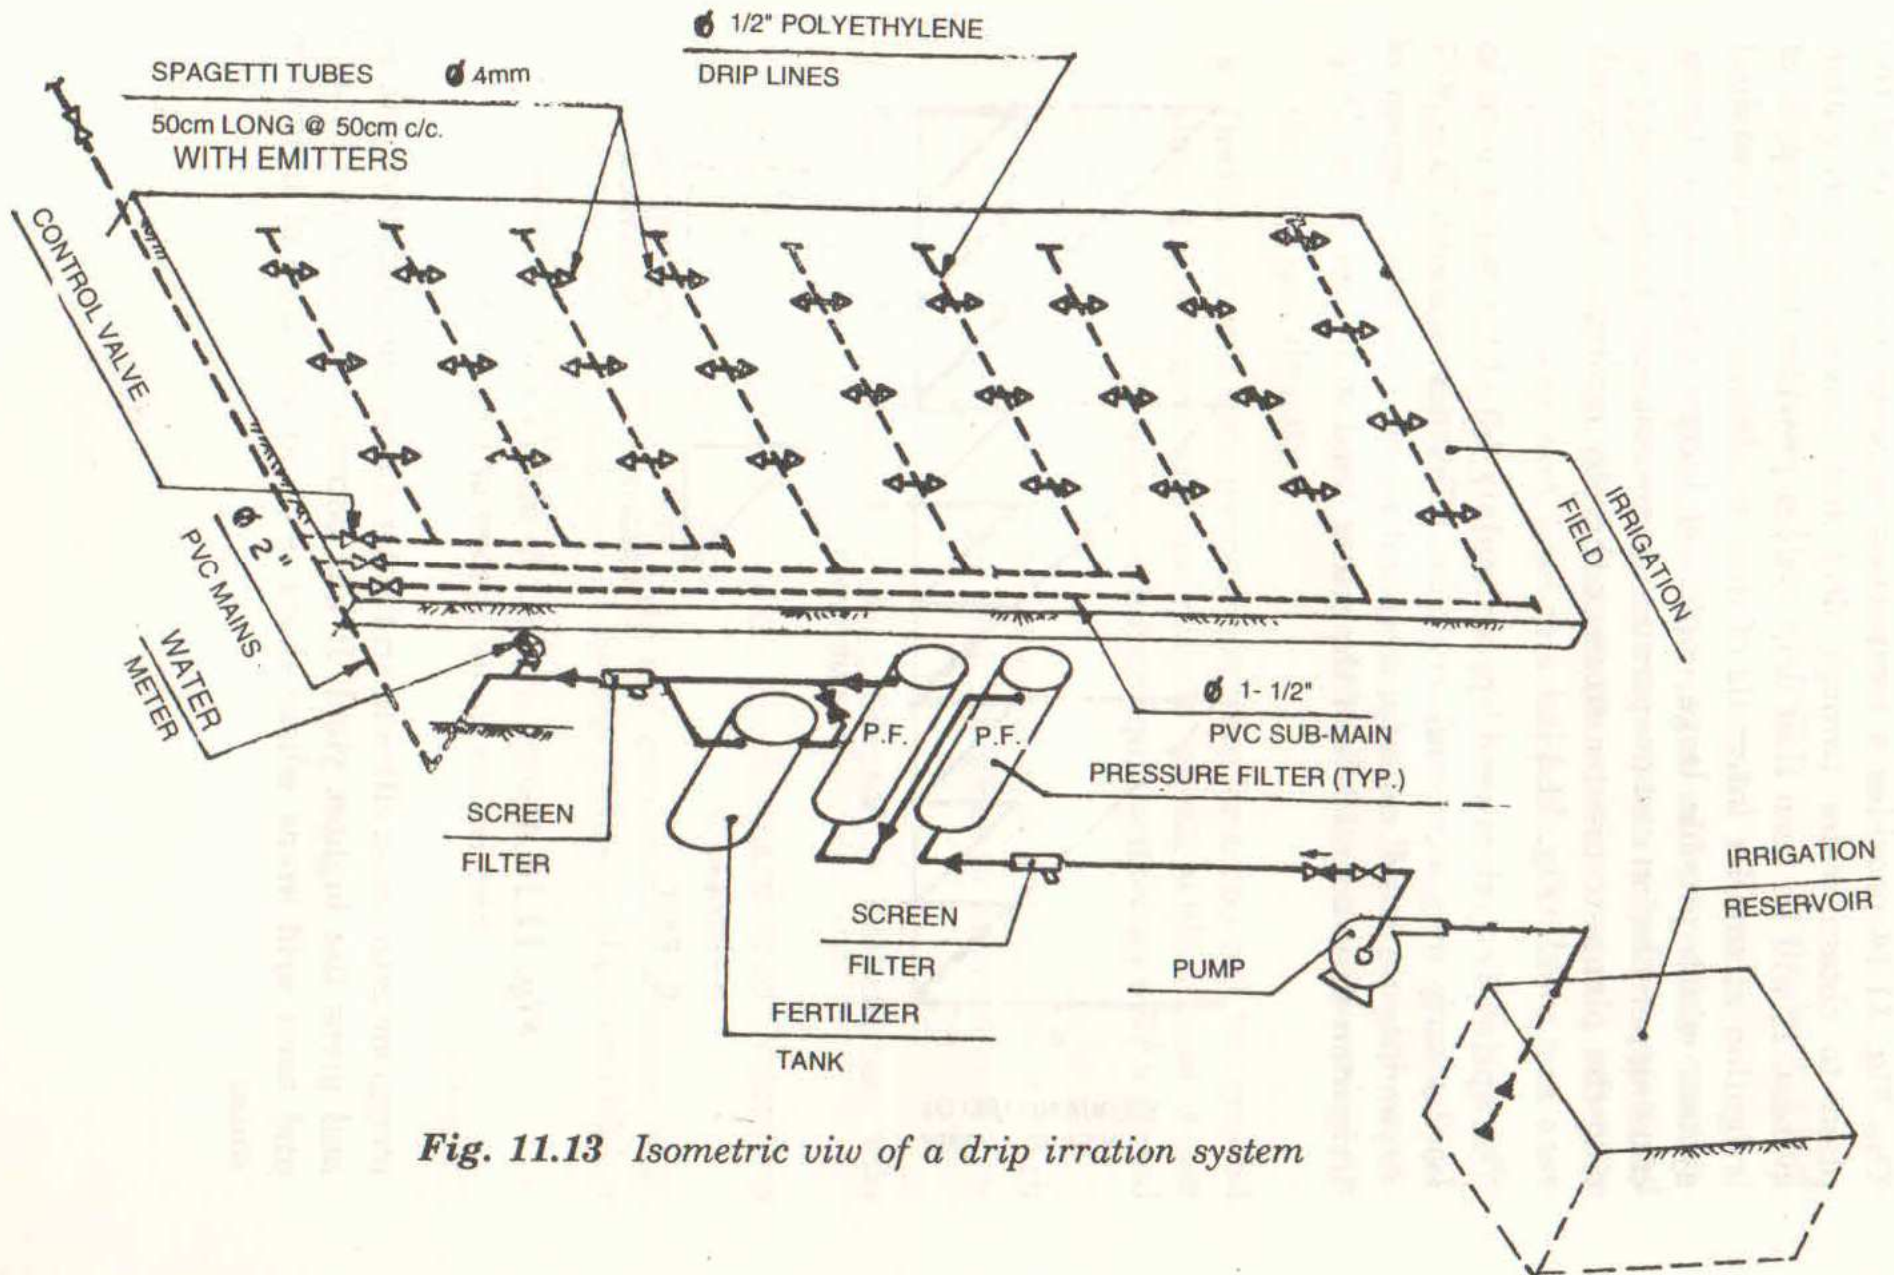 Ø 1/2" POLYETHYLENE
DRIP LINES
SPAGETTI TUBES Ø 4mm
50cm LONG @ 50cm c/c.
WITH EMITTERS
CONTROL VALVE
Ø 2"
PVC MAINS
WATER
METER
IRRIGATION
FIELD
Ø 1- 1/2"
PVC SUB-MAIN
P.F.
P.F.
PRESSURE FILTER (TYP.)
SCREEN
FILTER
SCREEN
FILTER
FERTILIZER
TANK
PUMP
IRRIGATION
RESERVOIR
Fig. 11.13 Isometric viiw of a drip irration system